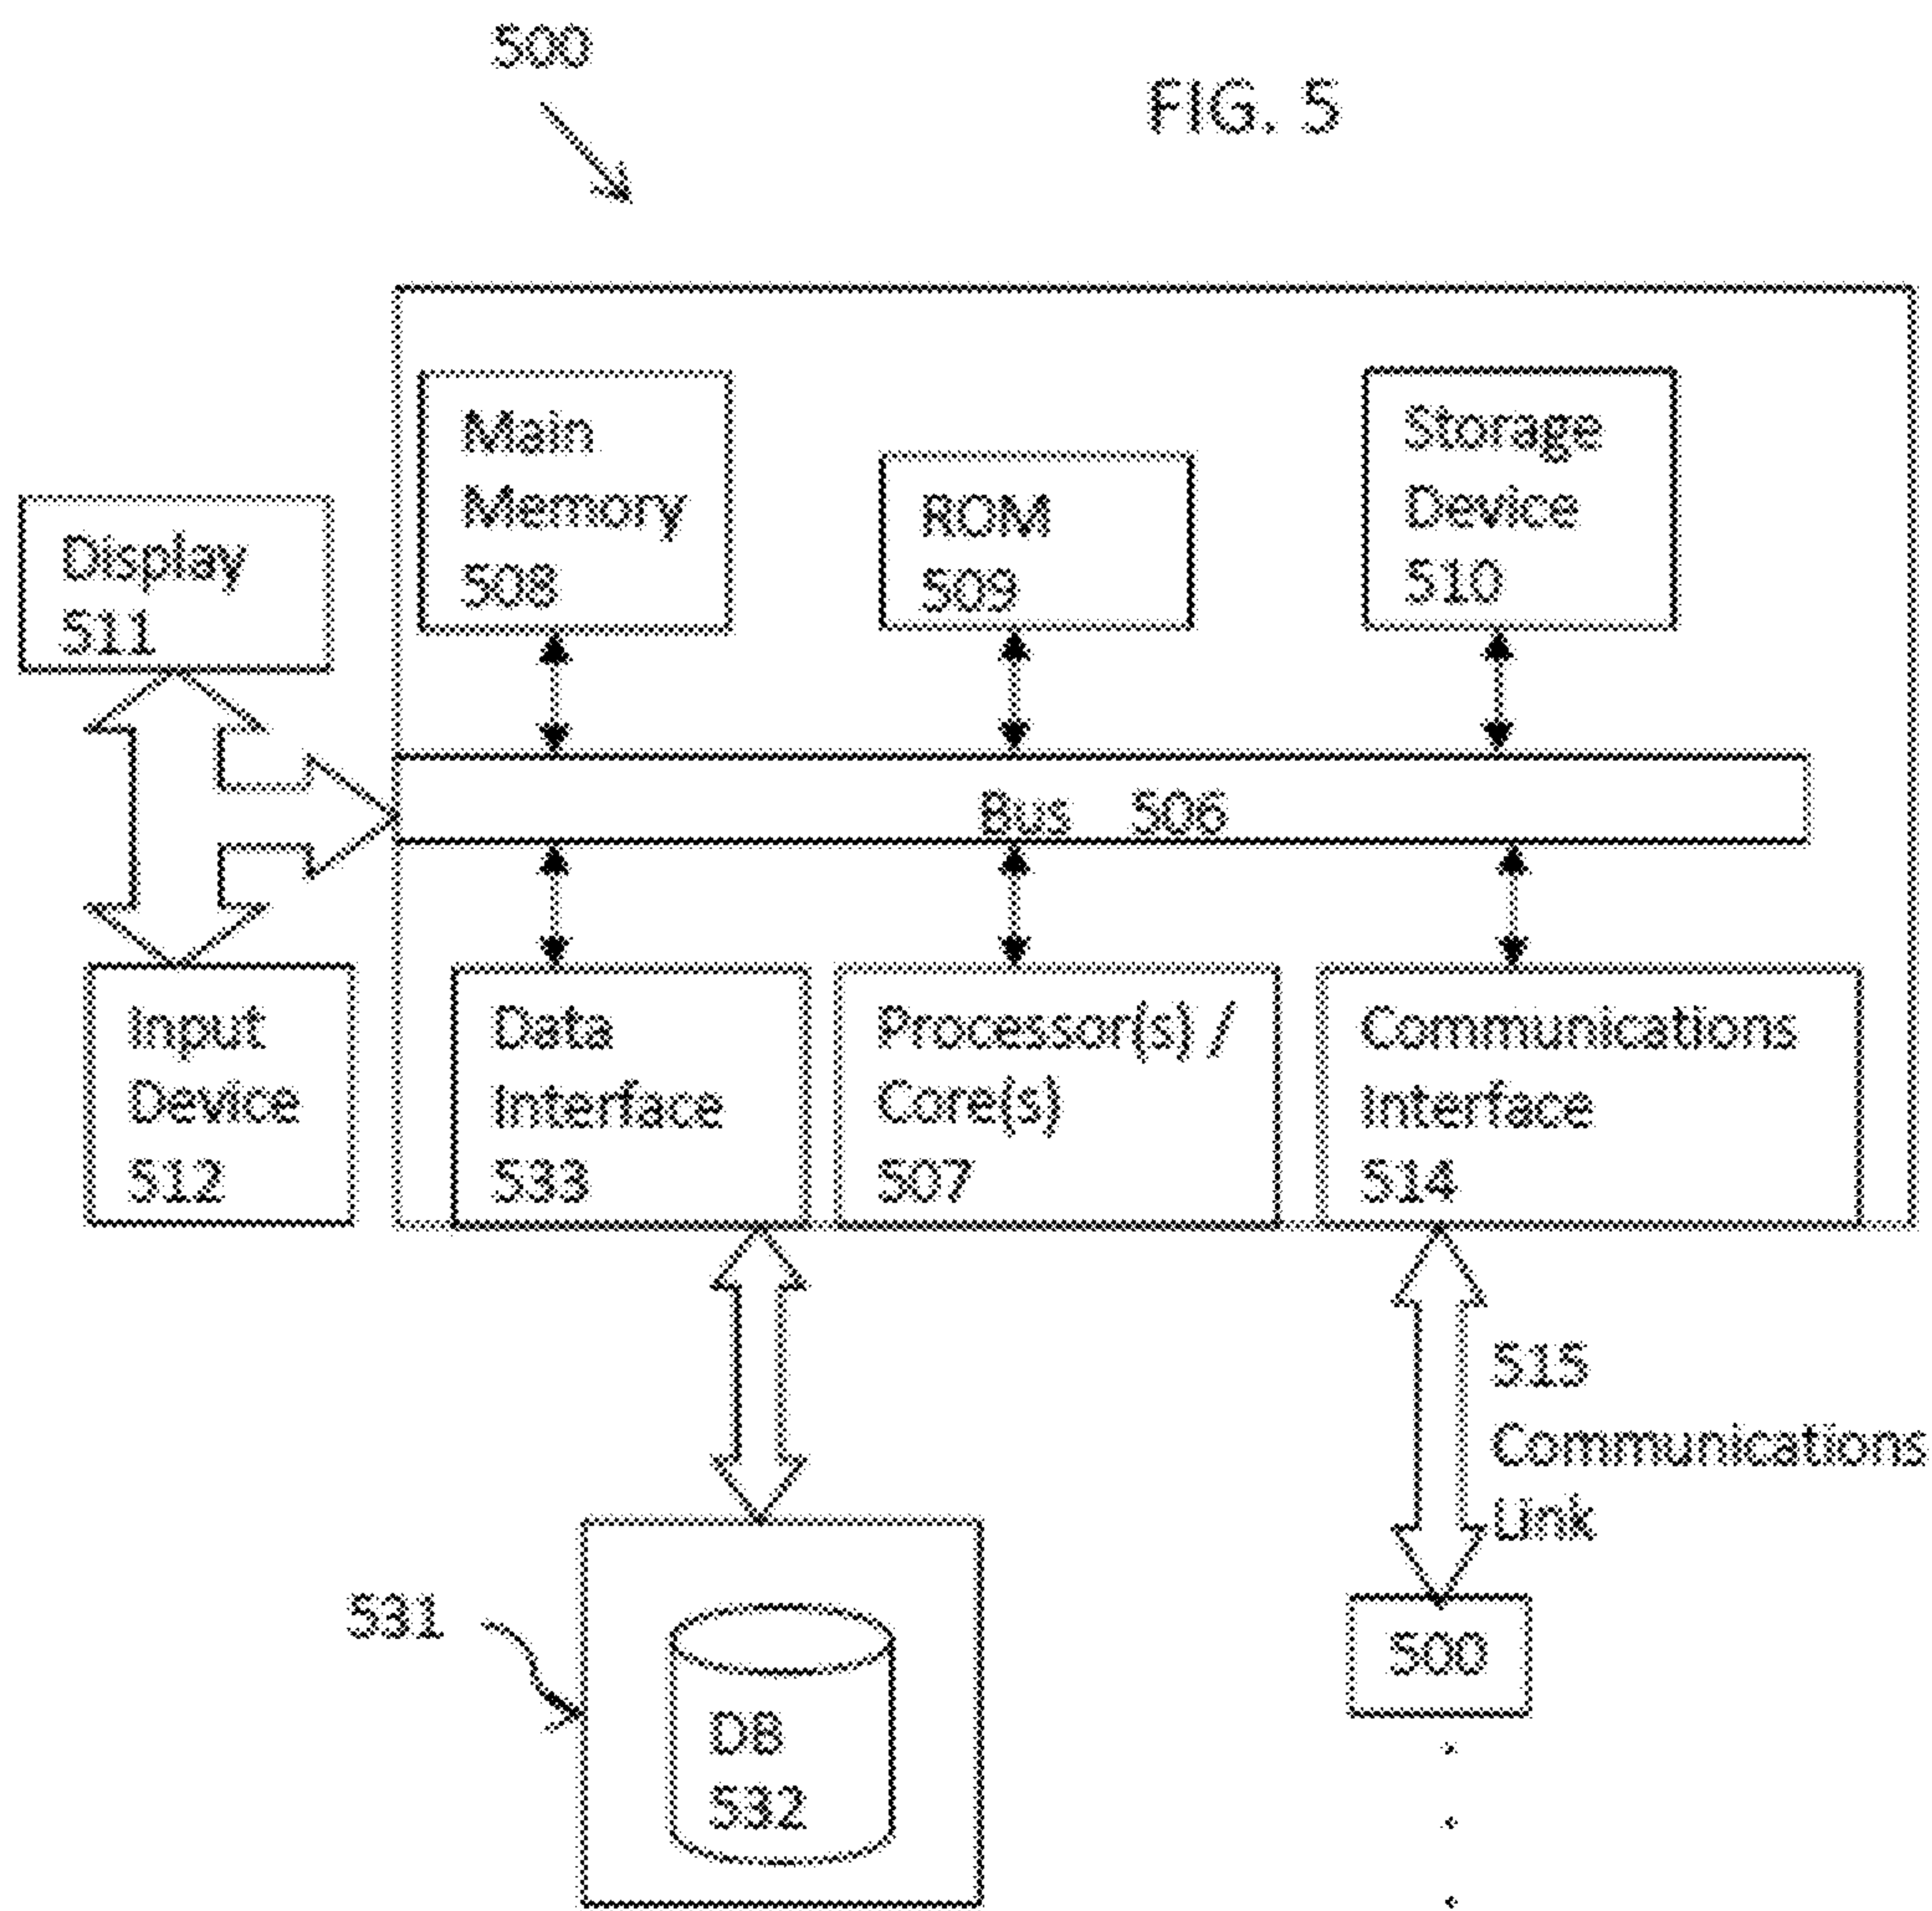 500
FIG. 5
Main
Memory
508
ROM
509
Storage
Device
510
Display
511
Bus 506
Input
Device
512
Data
Interface
533
Processor(s) /
Core(s)
507
Communications
Interface
514
515
Communications
Link
531
DB
532
500